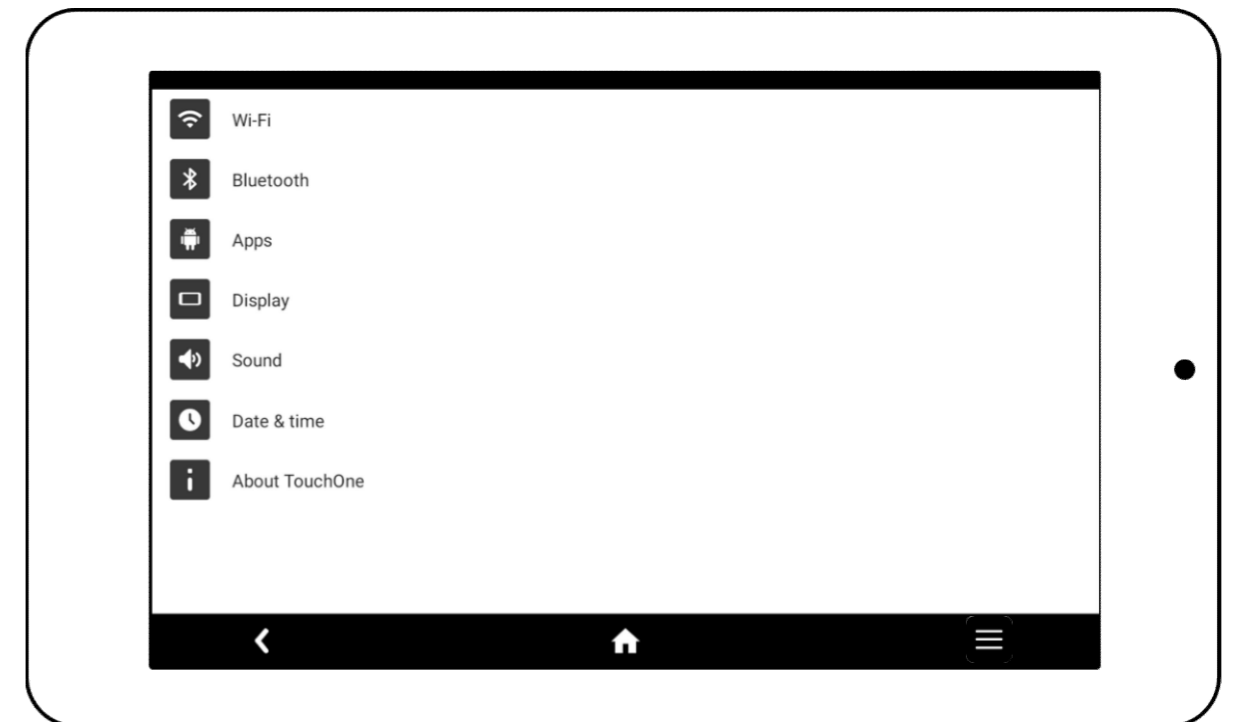 Wi-Fi
Bluetooth
Apps
Display
Sound
Date & time
About TouchOne